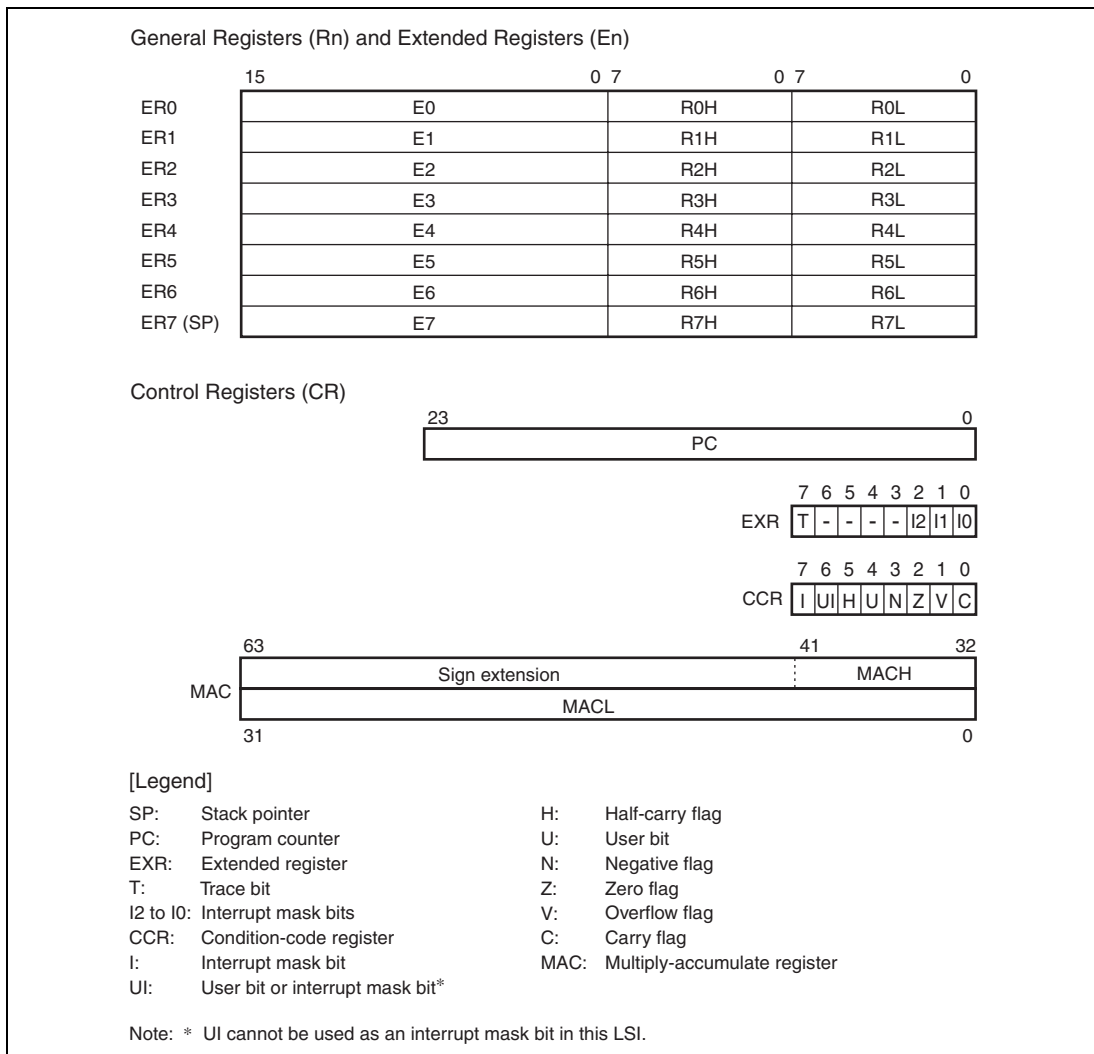 General Registers (Rn) and Extended Registers (En)
15 0 7 0 7 0
ER0 E0 R0H R0L
ER1 E1 R1H R1L
ER2 E2 R2H R2L
ER3 E3 R3H R3L
ER4 E4 R4H R4L
ER5 E5 R5H R5L
ER6 E6 R6H R6L
ER7 (SP) E7 R7H R7L
Control Registers (CR)
23 0
PC
7 6 5 4 3 2 1 0
EXR T - - - - I2 I1 I0
7 6 5 4 3 2 1 0
CCR I UI H U N Z V C
63 41 32
Sign extension MACH
MAC
MACL
31 0
[Legend]
SP: Stack pointer
PC: Program counter
EXR: Extended register
T: Trace bit
I2 to I0: Interrupt mask bits
CCR: Condition-code register
I: Interrupt mask bit
UI: User bit or interrupt mask bit*
H: Half-carry flag
U: User bit
N: Negative flag
Z: Zero flag
V: Overflow flag
C: Carry flag
MAC: Multiply-accumulate register
Note: * UI cannot be used as an interrupt mask bit in this LSI.